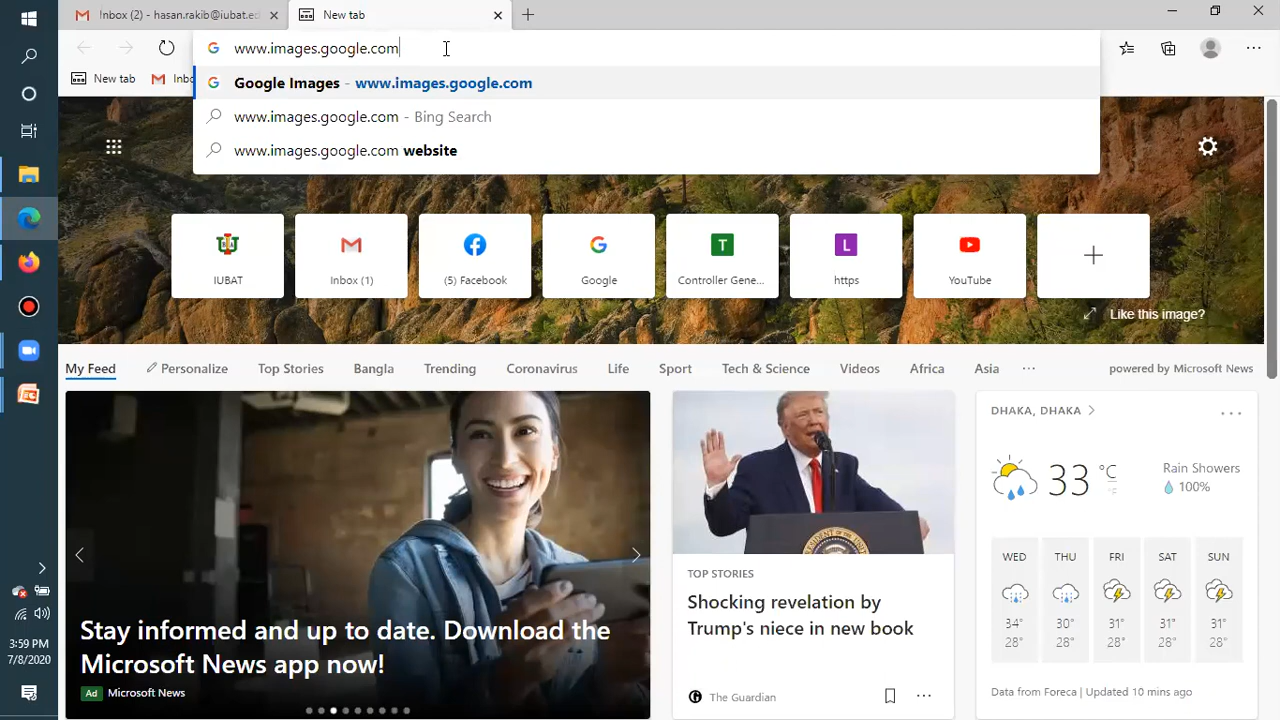 Inbox (2) - hasan.rakib@iubat.ed
New tab
www.images.google.com
Google Images - www.images.google.com
www.images.google.com - Bing Search
www.images.google.com website
New tab
Inbo
IUBAT
Inbox (1)
(5) Facebook
Google
Controller Gene...
https
YouTube
Like this image?
My Feed
Personalize
Top Stories
Bangla
Trending
Coronavirus
Life
Sport
Tech & Science
Videos
Africa
Asia
powered by Microsoft News
Stay informed and up to date. Download the
Microsoft News app now!
Ad Microsoft News
TOP STORIES
Shocking revelation by
Trump's niece in new book
The Guardian
DHAKA, DHAKA
33 °C
Rain Showers
100%
WED THU FRI SAT SUN
34° 30° 31° 31° 31°
28° 28° 28° 28° 28°
Data from Foreca | Updated 10 mins ago
3:59 PM
7/8/2020